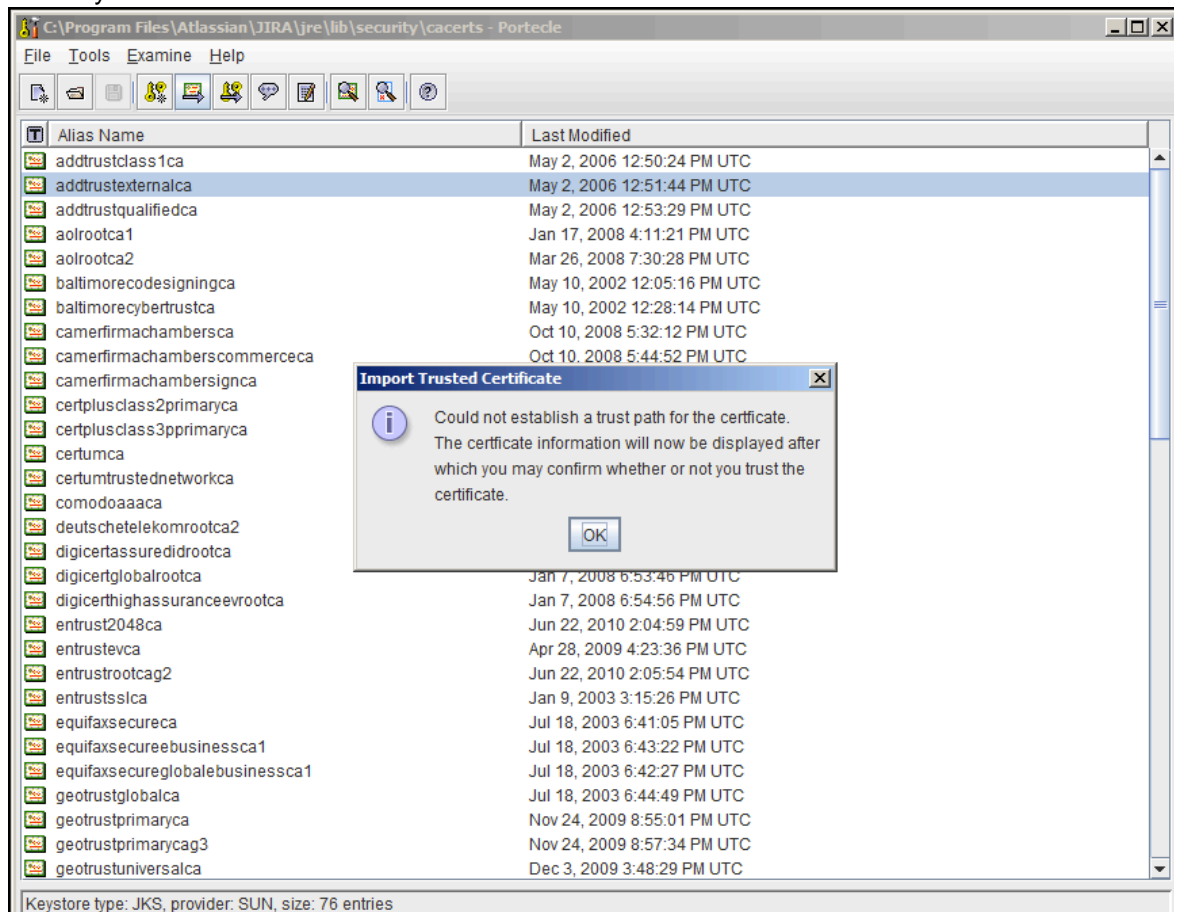 C:\Program Files\Atlassian\JIRA\jre\lib\security\cacerts - Portecle
File Tools Examine Help
Alias Name Last Modified
addtrustclass1ca May 2, 2006 12:50:24 PM UTC
addtrustexternalca May 2, 2006 12:51:44 PM UTC
addtrustqualifiedca May 2, 2006 12:53:29 PM UTC
aolrootca1 Jan 17, 2008 4:11:21 PM UTC
aolrootca2 Mar 26, 2008 7:30:28 PM UTC
baltimorecodesigningca May 10, 2002 12:05:16 PM UTC
baltimorecybertrustca May 10, 2002 12:28:14 PM UTC
camerfirmachambersca Oct 10, 2008 5:32:12 PM UTC
camerfirmachamberscommerceca Oct 10, 2008 5:44:52 PM UTC
camerfirmachambersignca
certplusclass2primaryca
certplusclass3pprimaryca
certumca
certumtrustednetworkca
comodoaaaca
deutschetelekomrootca2
digicertassuredidrootca
Import Trusted Certificate
Could not establish a trust path for the certficate.
The certficate information will now be displayed after
which you may confirm whether or not you trust the
certificate.
OK
digicertglobalrootca Jan 7, 2008 6:53:46 PM UTC
digicerthighassuranceevrootca Jan 7, 2008 6:54:56 PM UTC
entrust2048ca Jun 22, 2010 2:04:59 PM UTC
entrustevca Apr 28, 2009 4:23:36 PM UTC
entrustrootcag2 Jun 22, 2010 2:05:54 PM UTC
entrustsslca Jan 9, 2003 3:15:26 PM UTC
equifaxsecureca Jul 18, 2003 6:41:05 PM UTC
equifaxsecureebusinessca1 Jul 18, 2003 6:43:22 PM UTC
equifaxsecureglobalebusinessca1 Jul 18, 2003 6:42:27 PM UTC
geotrustglobalca Jul 18, 2003 6:44:49 PM UTC
geotrustprimaryca Nov 24, 2009 8:55:01 PM UTC
geotrustprimarycag3 Nov 24, 2009 8:57:34 PM UTC
geotrustuniversalca Dec 3, 2009 3:48:29 PM UTC
Keystore type: JKS, provider: SUN, size: 76 entries